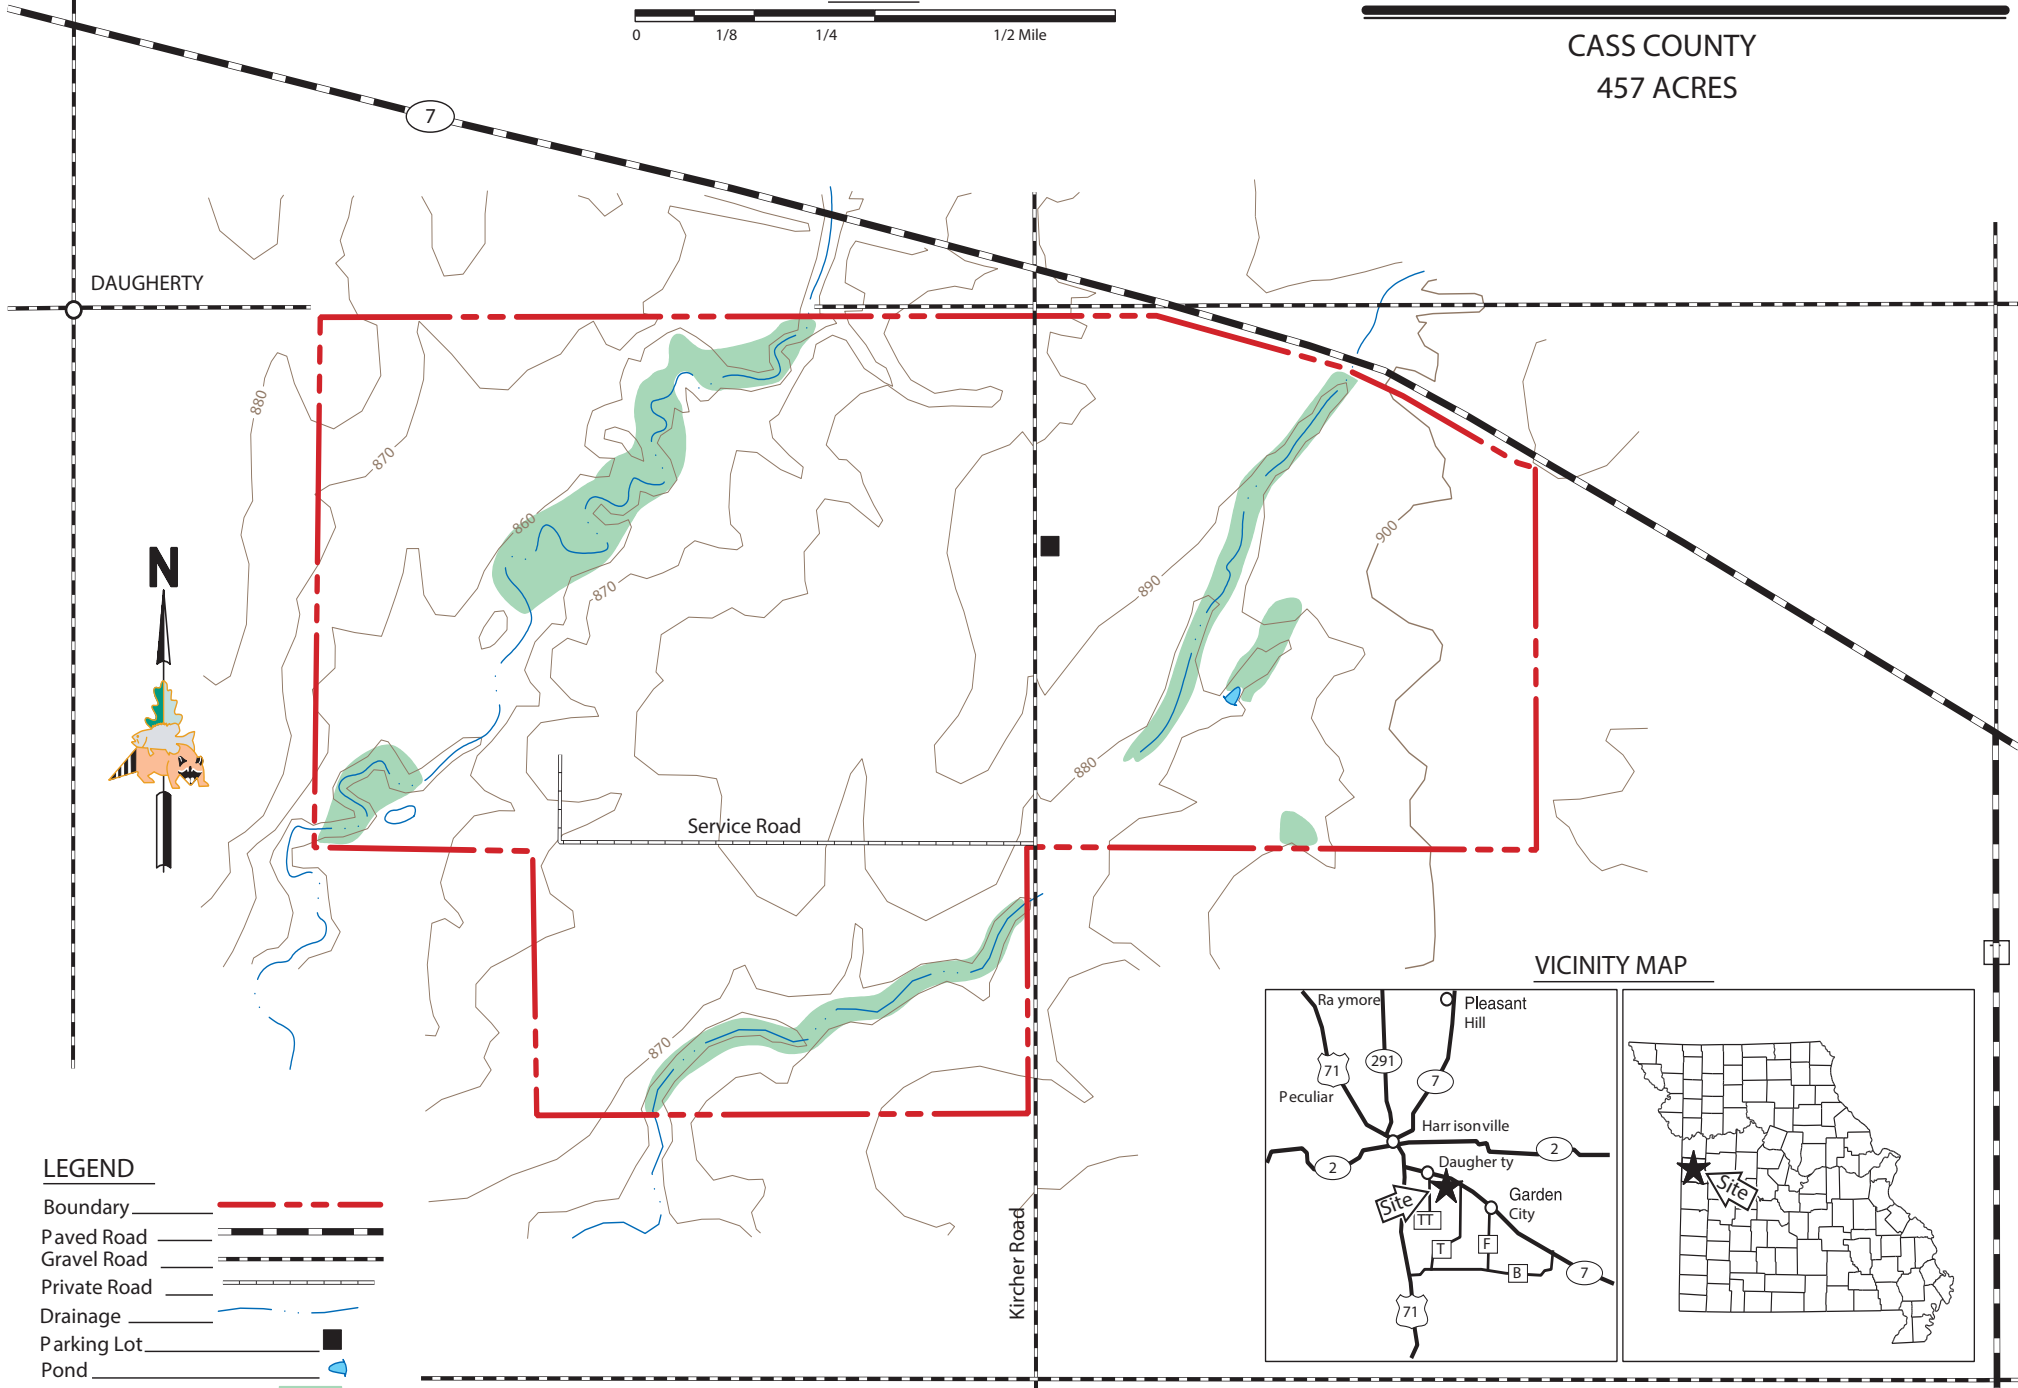 0 1/8 1/4 1/2 Mile
CASS COUNTY
457 ACRES
7
DAUGHERTY
880
870
860
870
N
900
890
880
Service Road
870
T
Kircher Road
VICINITY MAP
Ra ymore
Pleasant
Hill
71
291
7
Peculiar
Harr isonville
2
2
Daugher ty
Site
Garden
City
TT
T
F
B
7
71
Site
LEGEND
Boundary
Paved Road
Gravel Road
Private Road
Drainage
Parking Lot
Pond